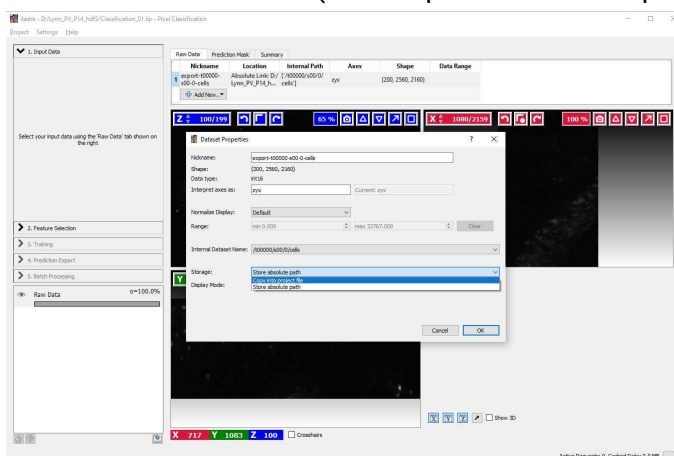 ilastik - D:/Lynn_PV_P14_hdf5/Classification_01.ilp - Pixel Classification
Project Settings Help
1. Input Data
Select your input data using the 'Raw Data' tab shown on
the right
2. Feature Selection
3. Training
4. Prediction Export
5. Batch Processing
Raw Data σ=100.0%
Raw Data Prediction Mask Summary
Nickname Location Internal Path Axes Shape Data Range
1 export-t00000-s00-0-cells Absolute Link: D:/Lynn_PV_P14_h... ['/t00000/s00/0/cells'] zyx (200, 2560, 2160)
Add New...
Z 100/199 65 % X 1080/2159 100 %
Dataset Properties ? X
Nickname: export-t00000-s00-0-cells
Shape: (200, 2560, 2160)
Data type: int16
Interpret axes as: zyx Current: zyx
Normalize Display: Default
Range: min 0.000 max 32767.000 Clear
Internal Dataset Name: /t00000/s00/0/cells
Storage: Store absolute path
Copy into project file
Display Mode: Store absolute path
Cancel OK
Y
X Y Z Show 3D
X 717 Y 1083 Z 100 Crosshairs